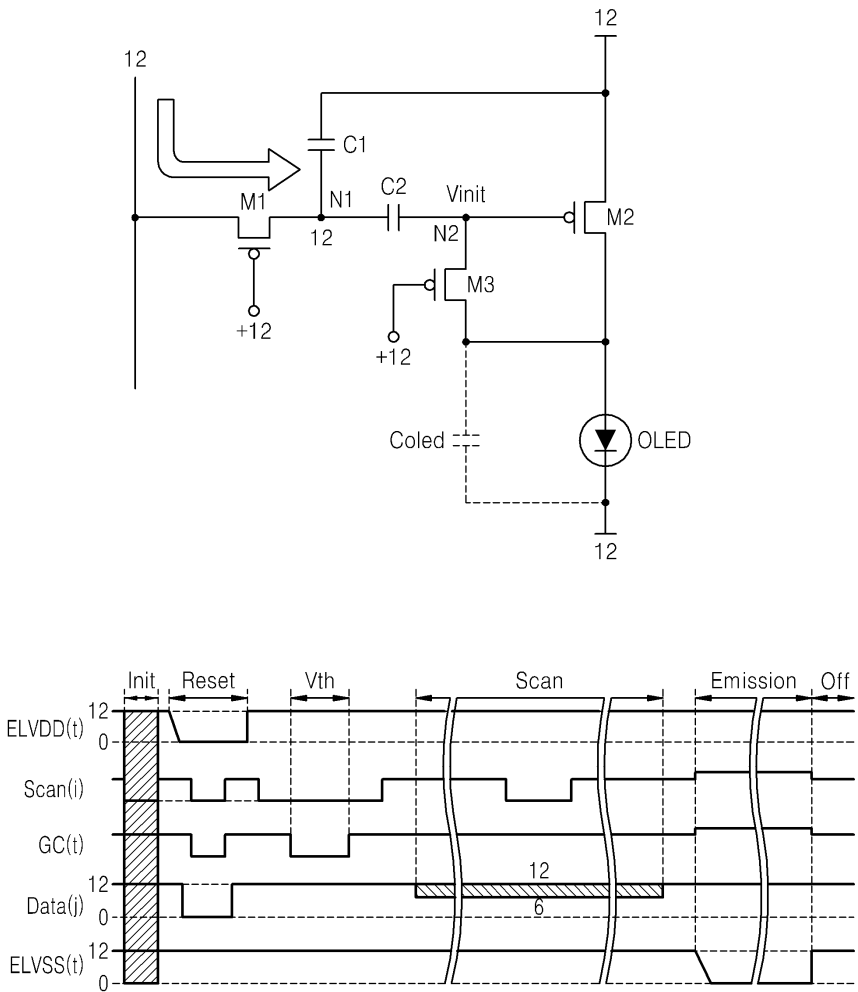 12
12
C1
M1
N1
C2
Vinit
M2
12
N2
M3
+12
+12
Coled
OLED
12
Init Reset Vth Scan Emission Off
ELVDD(t) 12
0
Scan(i)
GC(t)
12
Data(j) 12
0
6
ELVSS(t) 12
0